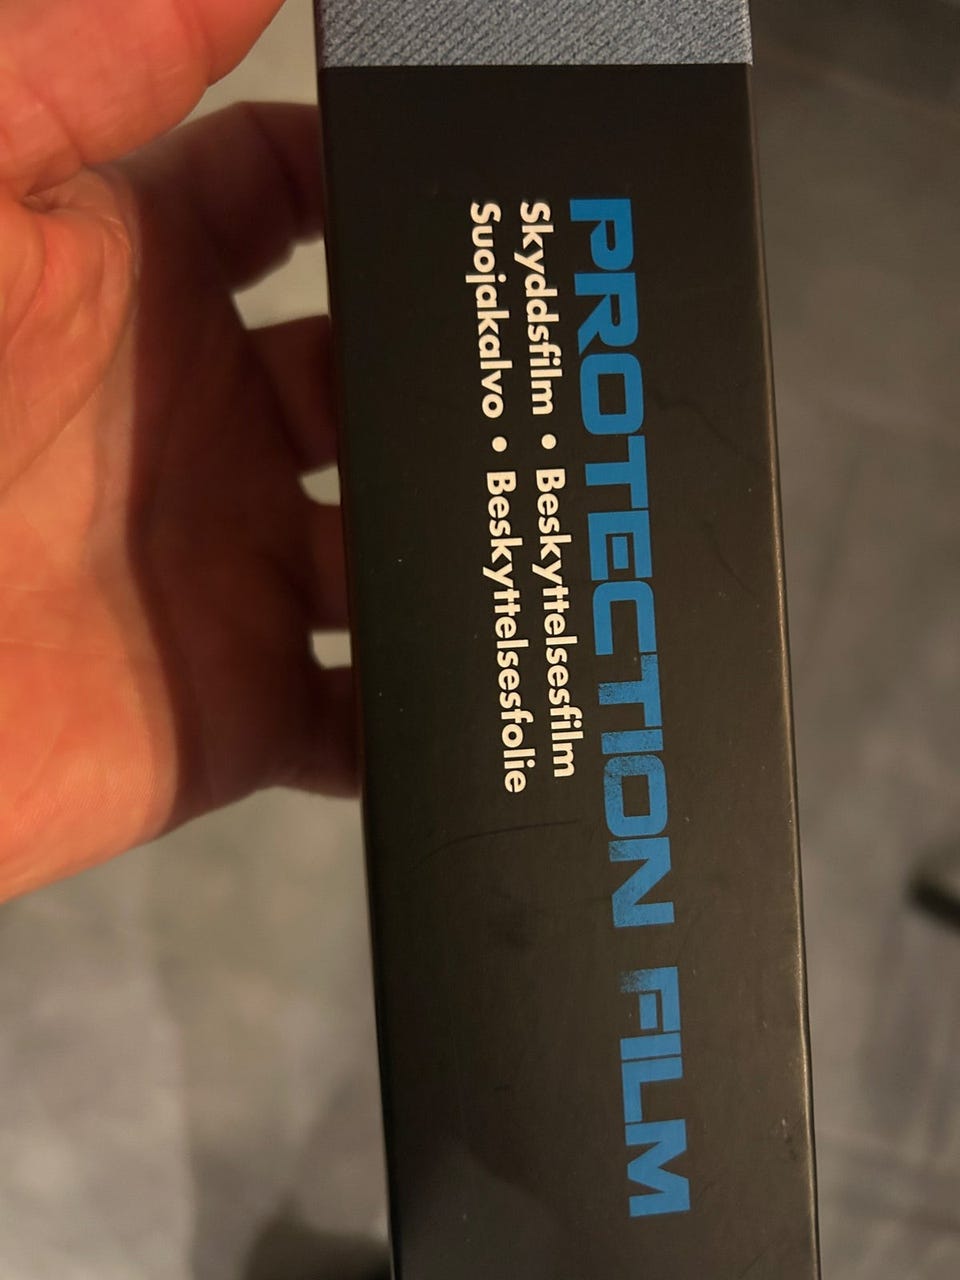 PROTECTION FILM
Skyddsfilm • Beskyttelsesfilm
Suojakalvo • Beskyttelsesfolie